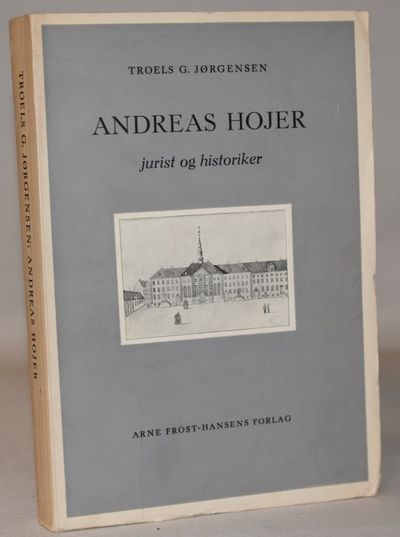 TROELS G. JØRGENSEN
ANDREAS HOJER
jurist og historiker
ARNE FROST-HANSENS FORLAG
TROELS G. JØRGENSEN: ANDREAS HOJER